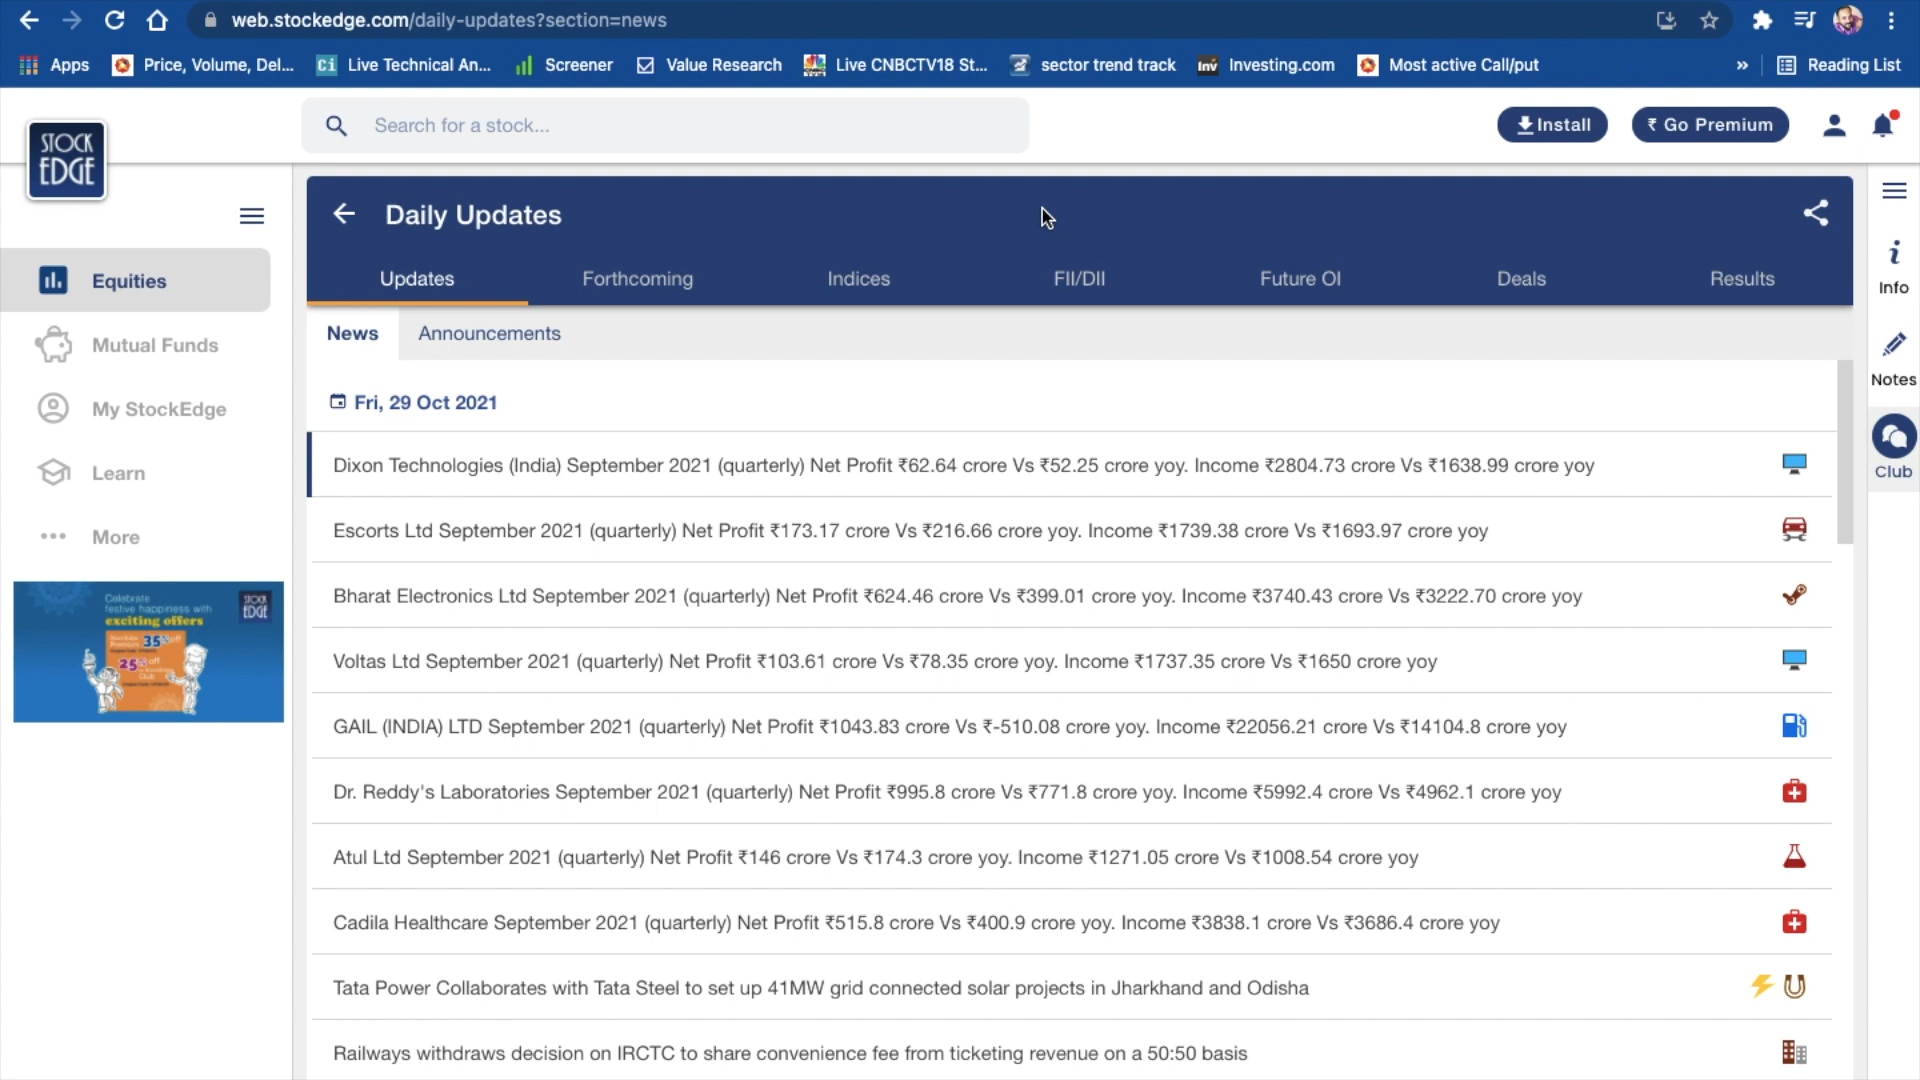 web.stockedge.com/daily-updates?section=news
Apps
Price, Volume, Del...
Ci
Live Technical An...
Screener
Value Research
Live CNBCTV18 St...
sector trend track
Inv
Investing.com
Most active Call/put
»
Reading List
STOCK
EDGE
Search for a stock...
Install
₹ Go Premium
Equities
Mutual Funds
My StockEdge
Learn
More
Celebrate
festive happiness with
exciting offers
STOCK
EDGE
35% off
25% off
Club
Daily Updates
Updates
Forthcoming
Indices
FII/DII
Future OI
Deals
Results
News
Announcements
Fri, 29 Oct 2021
Dixon Technologies (India) September 2021 (quarterly) Net Profit ₹62.64 crore Vs ₹52.25 crore yoy. Income ₹2804.73 crore Vs ₹1638.99 crore yoy
Escorts Ltd September 2021 (quarterly) Net Profit ₹173.17 crore Vs ₹216.66 crore yoy. Income ₹1739.38 crore Vs ₹1693.97 crore yoy
Bharat Electronics Ltd September 2021 (quarterly) Net Profit ₹624.46 crore Vs ₹399.01 crore yoy. Income ₹3740.43 crore Vs ₹3222.70 crore yoy
Voltas Ltd September 2021 (quarterly) Net Profit ₹103.61 crore Vs ₹78.35 crore yoy. Income ₹1737.35 crore Vs ₹1650 crore yoy
GAIL (INDIA) LTD September 2021 (quarterly) Net Profit ₹1043.83 crore Vs ₹-510.08 crore yoy. Income ₹22056.21 crore Vs ₹14104.8 crore yoy
Dr. Reddy's Laboratories September 2021 (quarterly) Net Profit ₹995.8 crore Vs ₹771.8 crore yoy. Income ₹5992.4 crore Vs ₹4962.1 crore yoy
Atul Ltd September 2021 (quarterly) Net Profit ₹146 crore Vs ₹174.3 crore yoy. Income ₹1271.05 crore Vs ₹1008.54 crore yoy
Cadila Healthcare September 2021 (quarterly) Net Profit ₹515.8 crore Vs ₹400.9 crore yoy. Income ₹3838.1 crore Vs ₹3686.4 crore yoy
Tata Power Collaborates with Tata Steel to set up 41MW grid connected solar projects in Jharkhand and Odisha
Railways withdraws decision on IRCTC to share convenience fee from ticketing revenue on a 50:50 basis
Info
Notes
Club